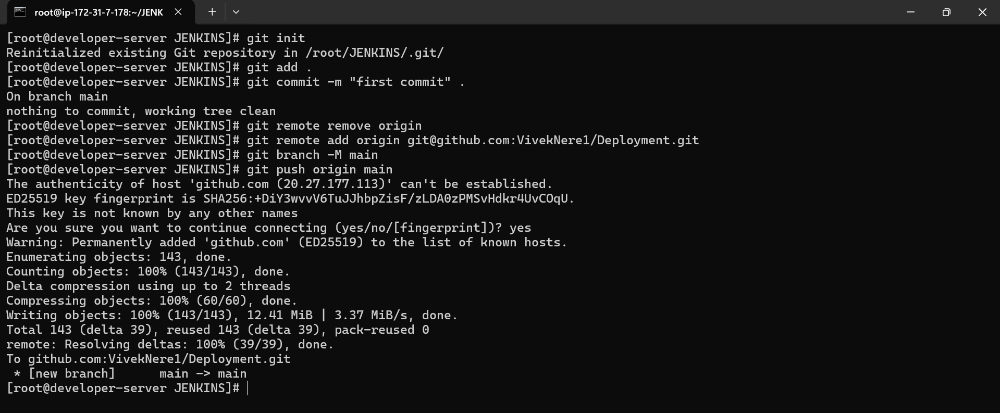 root@ip-172-31-7-178:~/JENK
[root@developer-server JENKINS]# git init
Reinitialized existing Git repository in /root/JENKINS/.git/
[root@developer-server JENKINS]# git add .
[root@developer-server JENKINS]# git commit -m "first commit" .
On branch main
nothing to commit, working tree clean
[root@developer-server JENKINS]# git remote remove origin
[root@developer-server JENKINS]# git remote add origin git@github.com:VivekNere1/Deployment.git
[root@developer-server JENKINS]# git branch -M main
[root@developer-server JENKINS]# git push origin main
The authenticity of host 'github.com (20.27.177.113)' can't be established.
ED25519 key fingerprint is SHA256:+DiY3wvvV6TuJJhbpZisF/zLDA0zPMSvHdkr4UvCOqU.
This key is not known by any other names
Are you sure you want to continue connecting (yes/no/[fingerprint])? yes
Warning: Permanently added 'github.com' (ED25519) to the list of known hosts.
Enumerating objects: 143, done.
Counting objects: 100% (143/143), done.
Delta compression using up to 2 threads
Compressing objects: 100% (60/60), done.
Writing objects: 100% (143/143), 12.41 MiB | 3.37 MiB/s, done.
Total 143 (delta 39), reused 143 (delta 39), pack-reused 0
remote: Resolving deltas: 100% (39/39), done.
To github.com:VivekNere1/Deployment.git
 * [new branch]      main -> main
[root@developer-server JENKINS]#